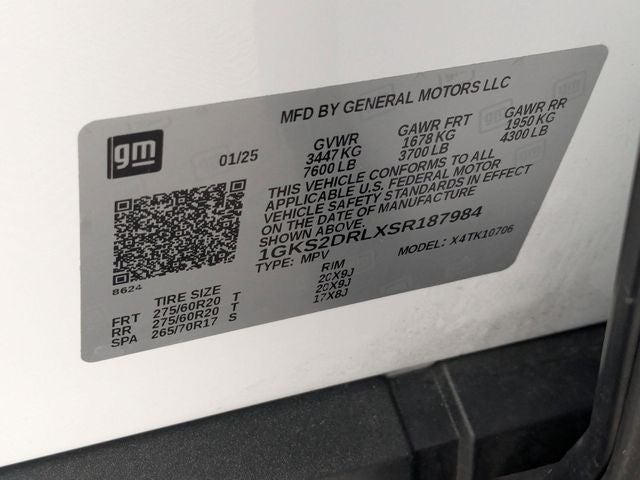 MFD BY GENERAL MOTORS LLC
gm
01/25
GVWR GAWR FRT GAWR RR
3447 KG 1678 KG 1950 KG
7600 LB 3700 LB 4300 LB
THIS VEHICLE CONFORMS TO ALL
APPLICABLE U.S. FEDERAL MOTOR
VEHICLE SAFETY STANDARDS IN EFFECT
ON THE DATE OF MANUFACTURE
SHOWN ABOVE.
1GKS2DRLXSR187984
TYPE: MPV MODEL: X4TK10706
8624
TIRE SIZE RIM
FRT 275/60R20 T 20X9J
RR 275/60R20 T 20X9J
SPA 265/70R17 S 17X8J